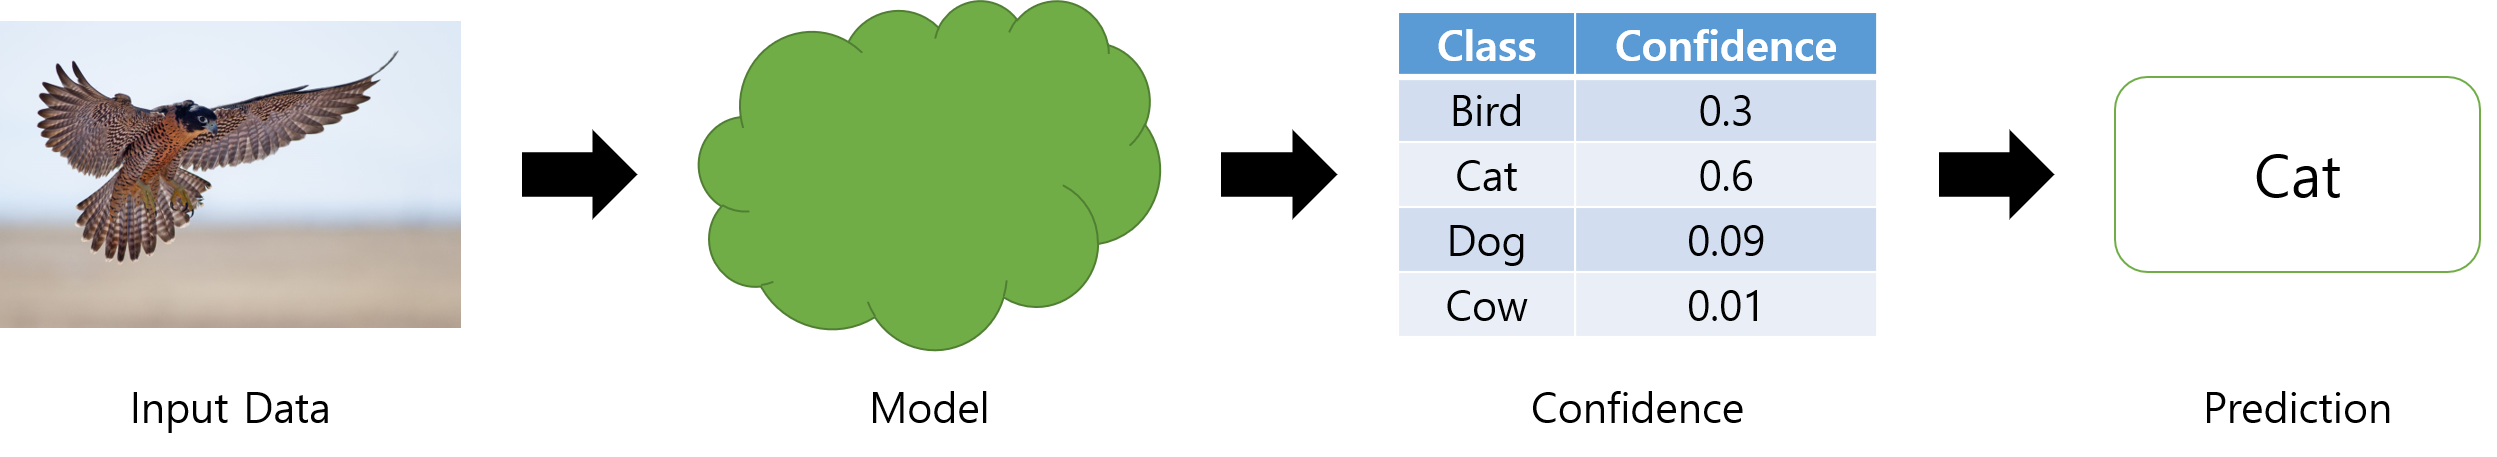 Class Confidence
Bird 0.3
Cat 0.6
Dog 0.09
Cow 0.01
Cat
Input Data
Model
Confidence
Prediction